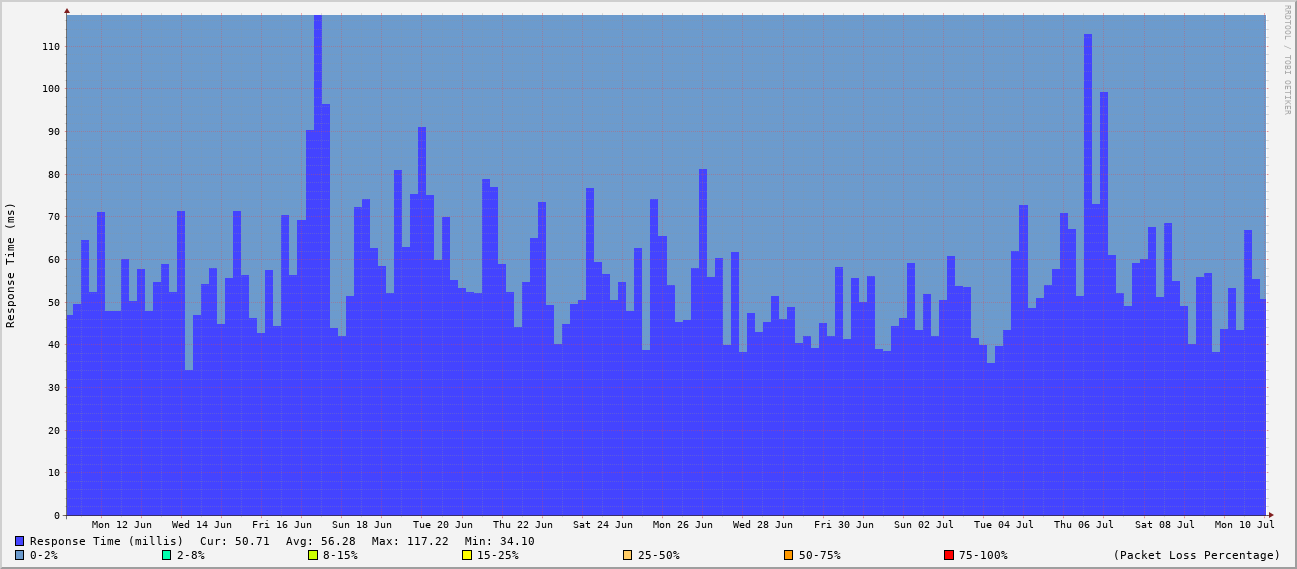 RRDTOOL / TOBI OETIKER
Response Time (ms)
110
100
90
80
70
60
50
40
30
20
10
0
Mon 12 Jun Wed 14 Jun Fri 16 Jun Sun 18 Jun Tue 20 Jun Thu 22 Jun Sat 24 Jun Mon 26 Jun Wed 28 Jun Fri 30 Jun Sun 02 Jul Tue 04 Jul Thu 06 Jul Sat 08 Jul Mon 10 Jul
Response Time (millis) Cur: 50.71 Avg: 56.28 Max: 117.22 Min: 34.10
0-2% 2-8% 8-15% 15-25% 25-50% 50-75% 75-100% (Packet Loss Percentage)